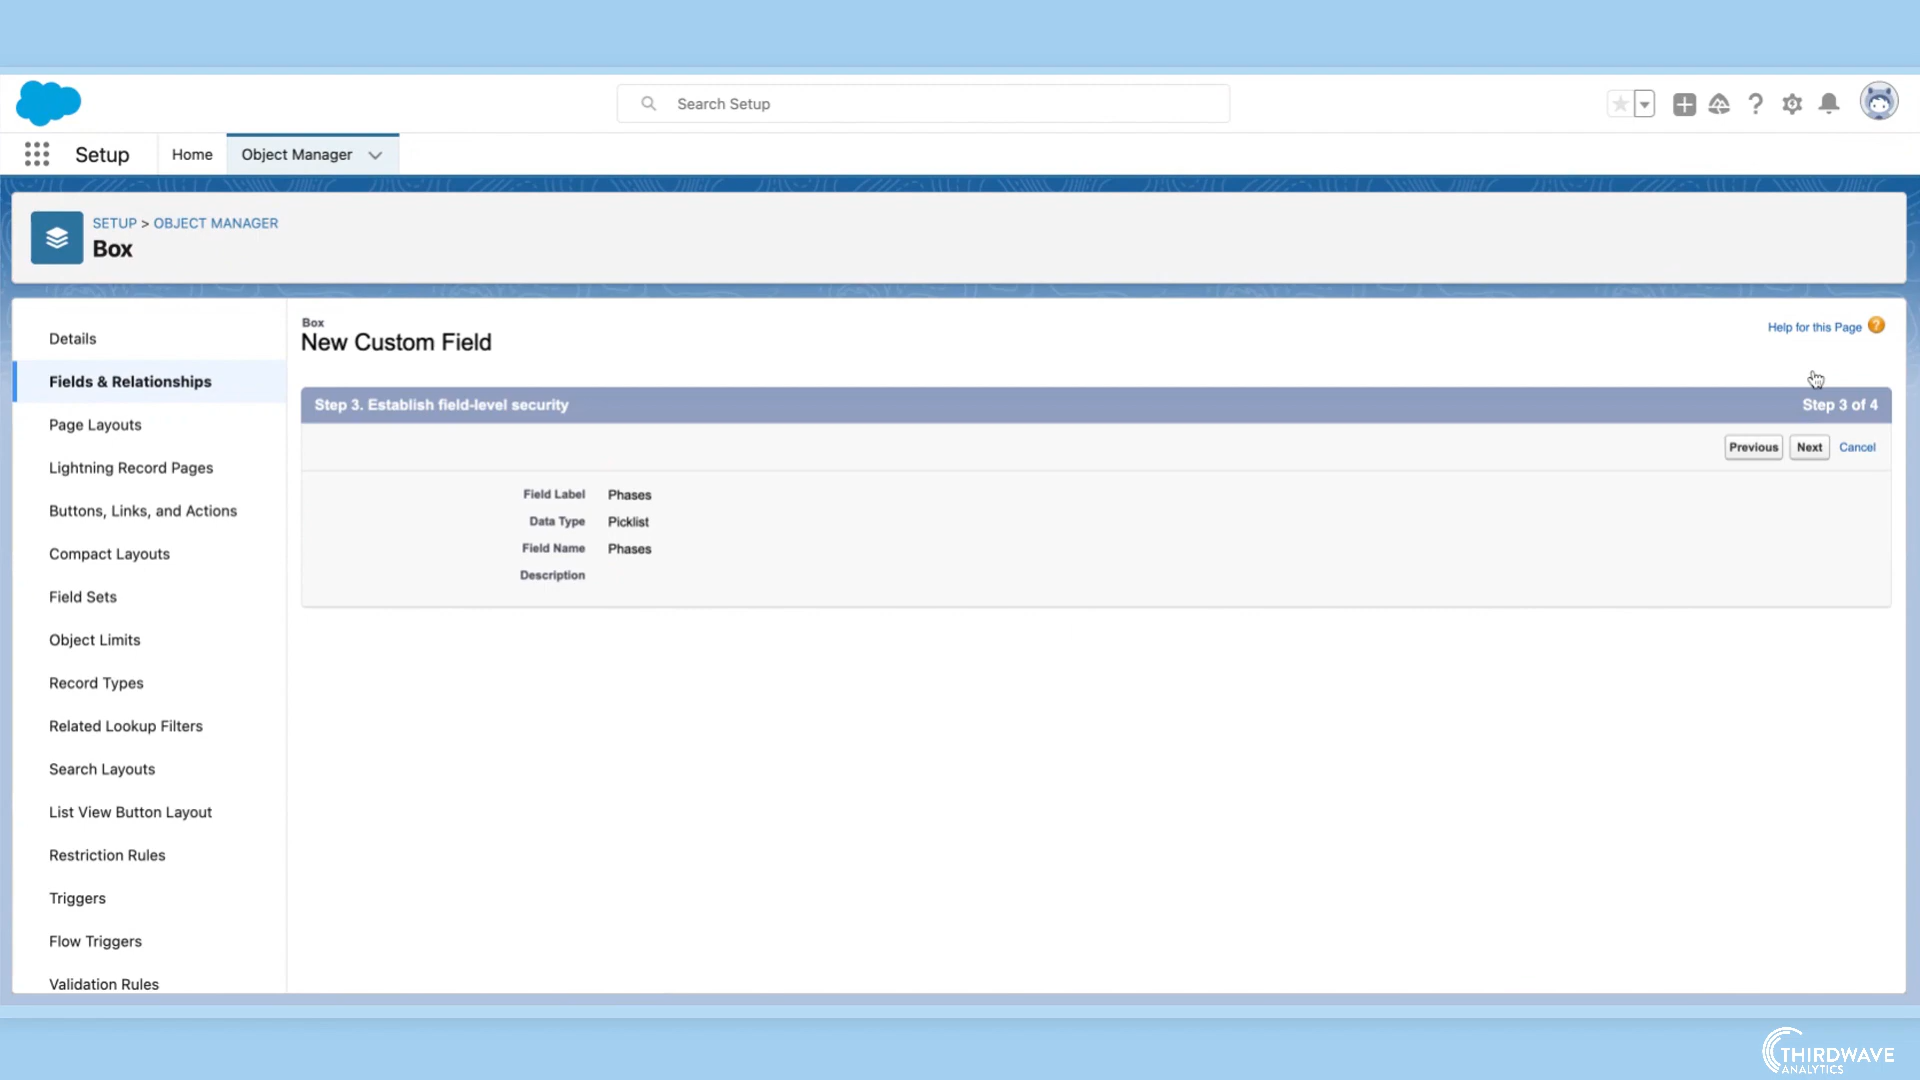 Search Setup
Setup
Home
Object Manager
SETUP > OBJECT MANAGER
Box
Details
Fields & Relationships
Page Layouts
Lightning Record Pages
Buttons, Links, and Actions
Compact Layouts
Field Sets
Object Limits
Record Types
Related Lookup Filters
Search Layouts
List View Button Layout
Restriction Rules
Triggers
Flow Triggers
Validation Rules
Box
New Custom Field
Help for this Page ?
Step 3. Establish field-level security
Step 3 of 4
Previous Next Cancel
Field Label Phases
Data Type Picklist
Field Name Phases
Description
THIRDWAVE
ANALYTICS